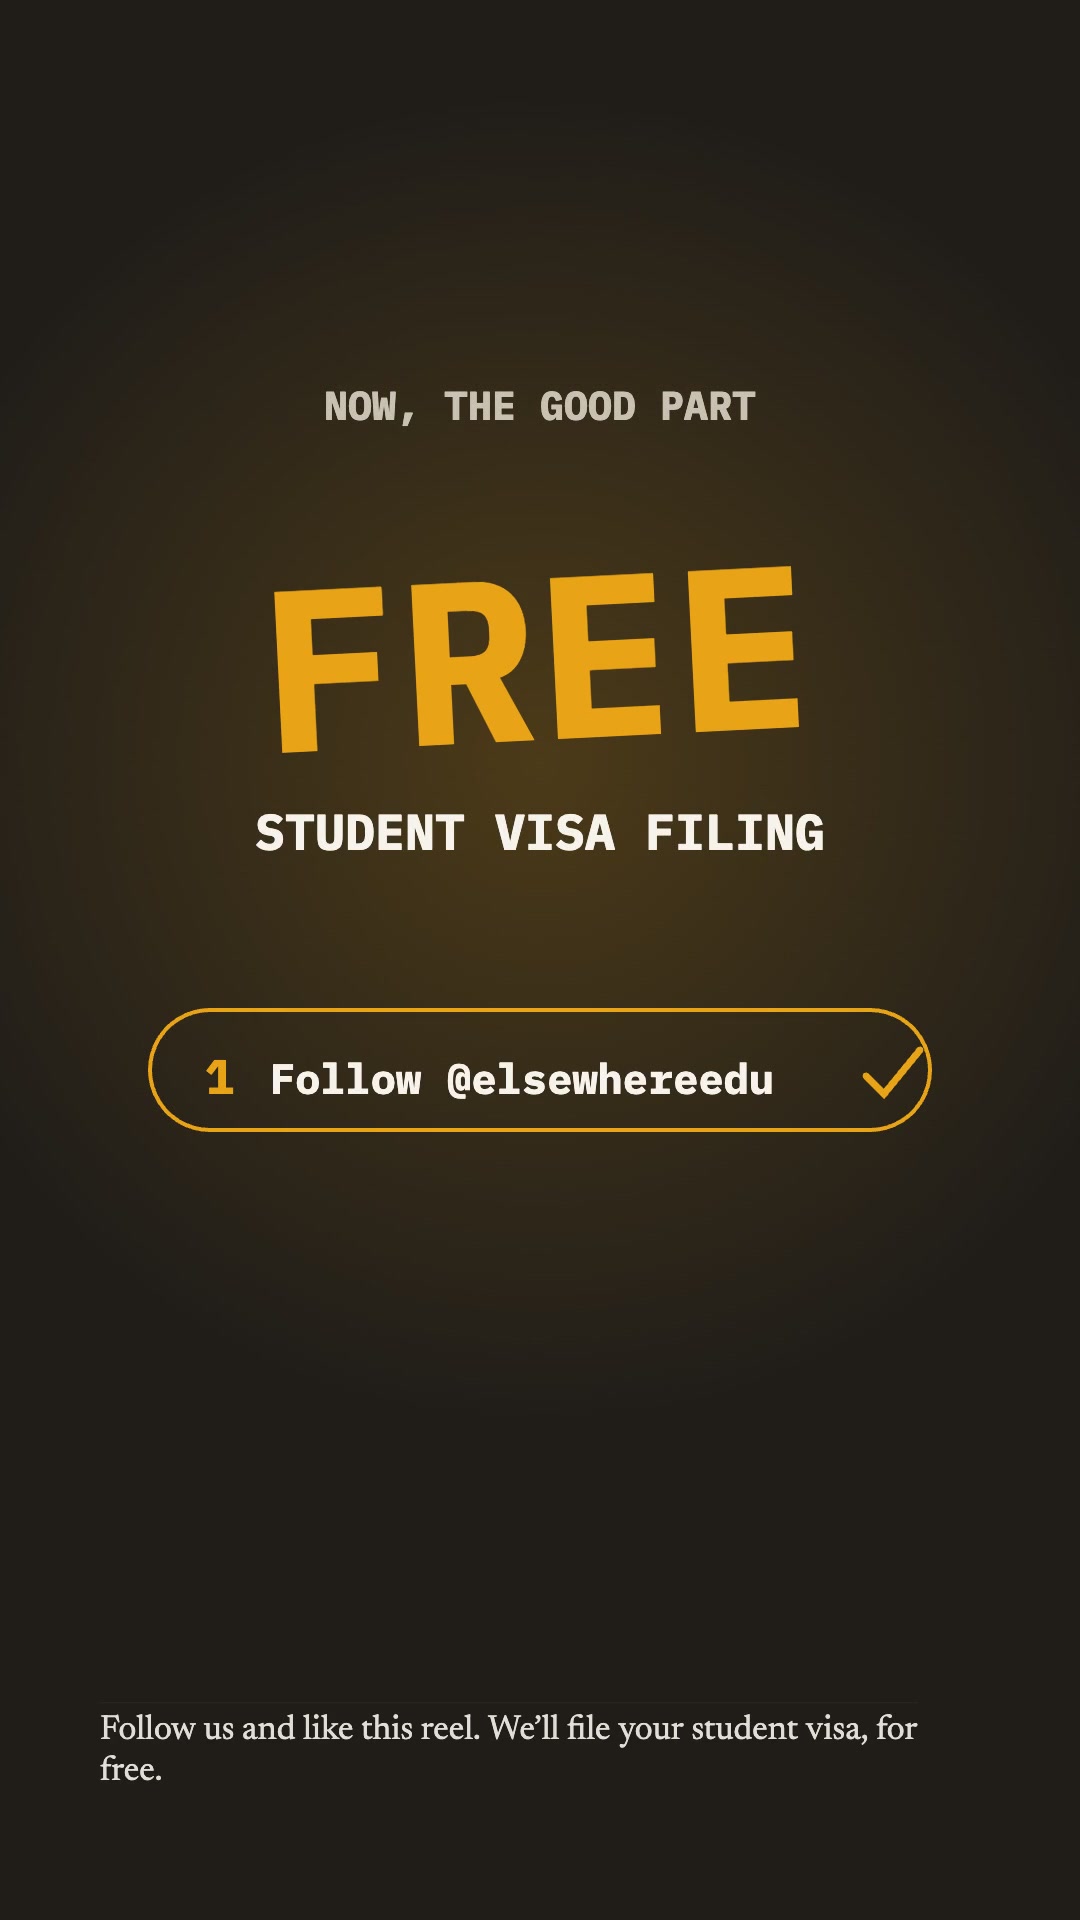 NOW, THE GOOD PART
FREE
STUDENT VISA FILING
1 Follow @elsewhereedu
Follow us and like this reel. We’ll file your student visa, for
free.